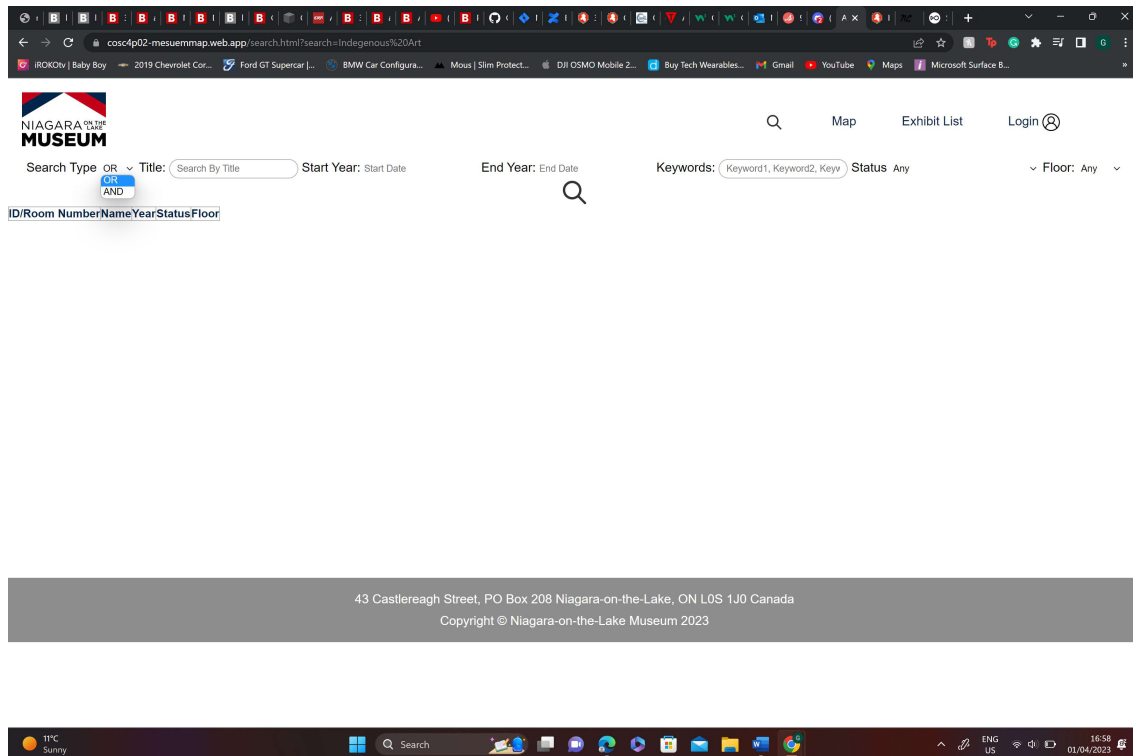 cosc4p02-mesuemmap.web.app/search.html?search=Indegenous%20Art
iROKOtv | Baby Boy 2019 Chevrolet Cor... Ford GT Supercar |... BMW Car Configura... Mous | Slim Protect... DJI OSMO Mobile 2... Buy Tech Wearables... Gmail YouTube Maps Microsoft Surface B... »
NIAGARA ON THE LAKE
MUSEUM
Map Exhibit List Login
Search Type OR Title: Search By Title Start Year: Start Date End Year: End Date Keywords: Keyword1, Keyword2, Keyw Status Any Floor: Any
OR
AND
ID/Room Number Name Year Status Floor
43 Castlereagh Street, PO Box 208 Niagara-on-the-Lake, ON L0S 1J0 Canada
Copyright © Niagara-on-the-Lake Museum 2023
11°C
Sunny
Search
ENG
US
16:58
01/04/2023